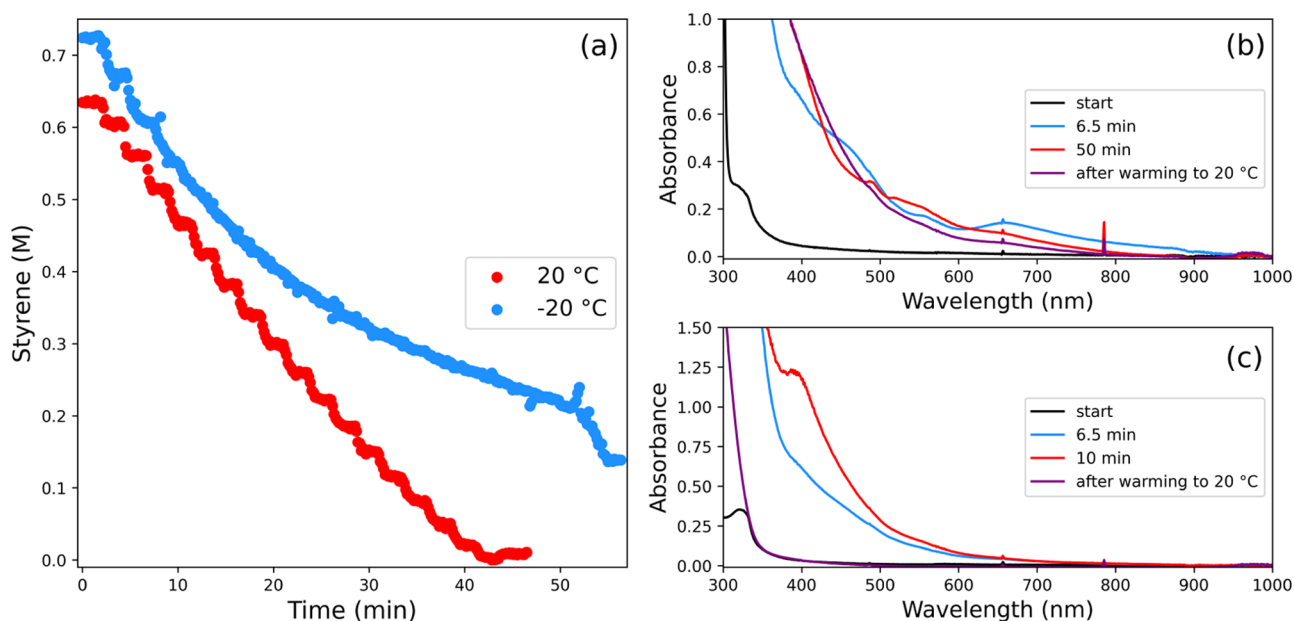 (a)
Styrene (M)
0.7
0.6
0.5
0.4
0.3
0.2
0.1
0.0
20 °C
-20 °C
0 10 20 30 40 50
Time (min)
(b)
Absorbance
1.0
0.8
0.6
0.4
0.2
0.0
start
6.5 min
50 min
after warming to 20 °C
300 400 500 600 700 800 900 1000
Wavelength (nm)
(c)
Absorbance
1.50
1.25
1.00
0.75
0.50
0.25
0.00
start
6.5 min
10 min
after warming to 20 °C
300 400 500 600 700 800 900 1000
Wavelength (nm)